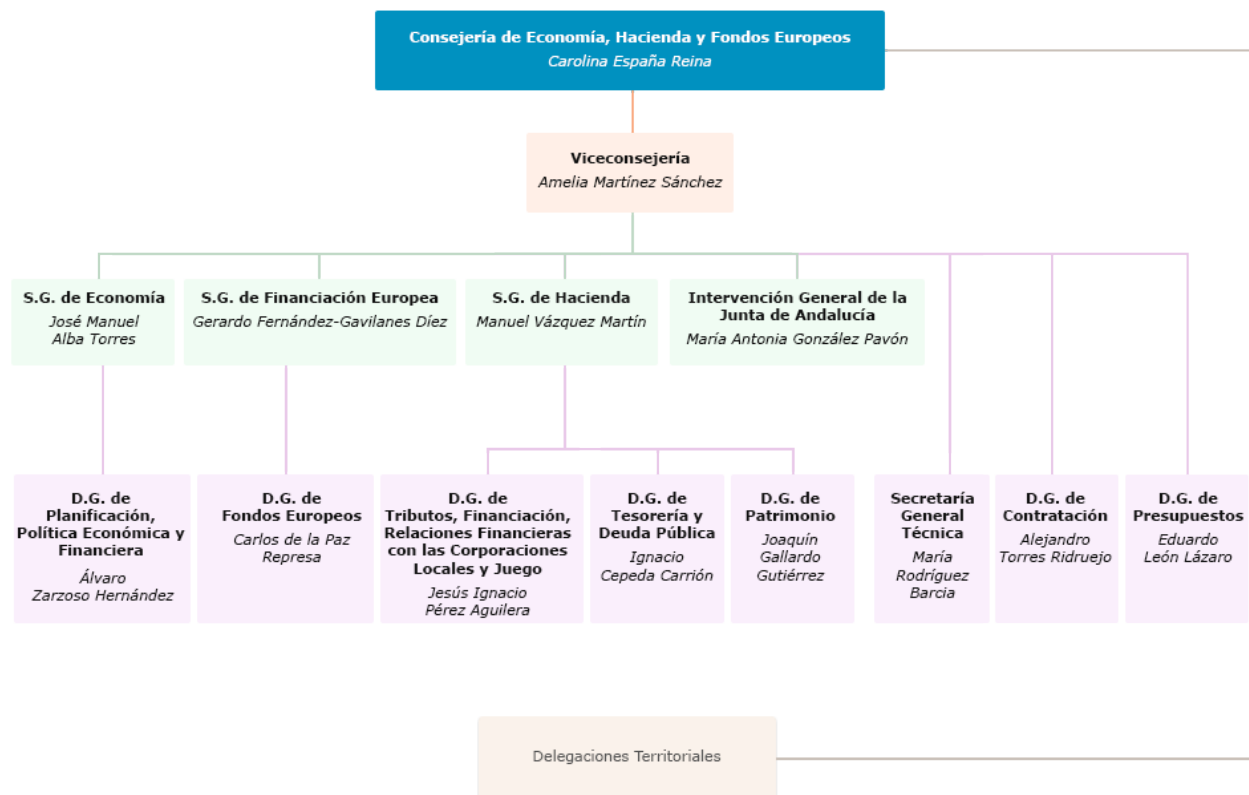 Consejería de Economía, Hacienda y Fondos Europeos
Carolina España Reina
Viceconsejería
Amelia Martínez Sánchez
S.G. de Economía
José Manuel
Alba Torres
S.G. de Financiación Europea
Gerardo Fernández-Gavilanes Díez
S.G. de Hacienda
Manuel Vázquez Martín
Intervención General de la
Junta de Andalucía
María Antonia González Pavón
D.G. de
Planificación,
Política Económica y
Financiera
Álvaro
Zarzoso Hernández
D.G. de
Fondos Europeos
Carlos de la Paz
Represa
D.G. de
Tributos, Financiación,
Relaciones Financieras
con las Corporaciones
Locales y Juego
Jesús Ignacio
Pérez Aguilera
D.G. de
Tesorería y
Deuda Pública
Ignacio
Cepeda Carrión
D.G. de
Patrimonio
Joaquín
Gallardo
Gutiérrez
Secretaría
General
Técnica
María
Rodríguez
Barcia
D.G. de
Contratación
Alejandro
Torres Ridruejo
D.G. de
Presupuestos
Eduardo
León Lázaro
Delegaciones Territoriales